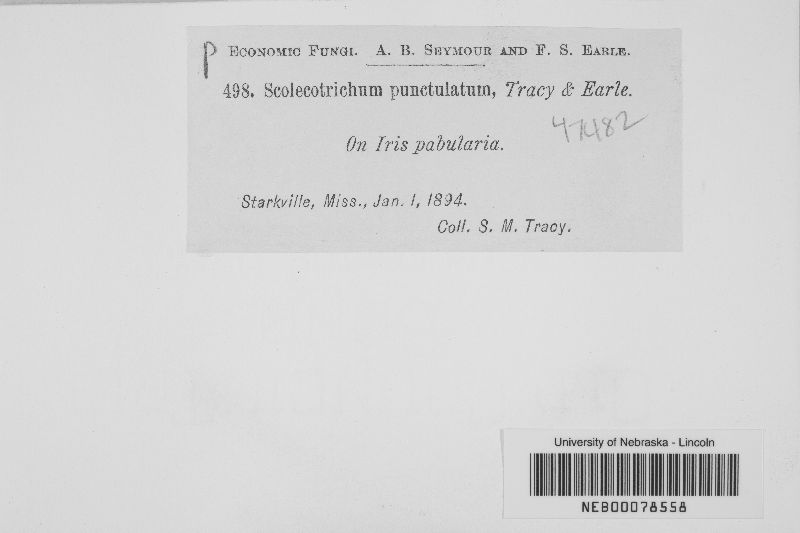 P Economic Fungi. A. B. Seymour and F. S. Earle.
498. Scolecotrichum punctulatum, Tracy & Earle.
47482
On Iris pabularia.
Starkville, Miss., Jan. 1, 1894.
Coll. S. M. Tracy.
University of Nebraska - Lincoln
NEB00078558